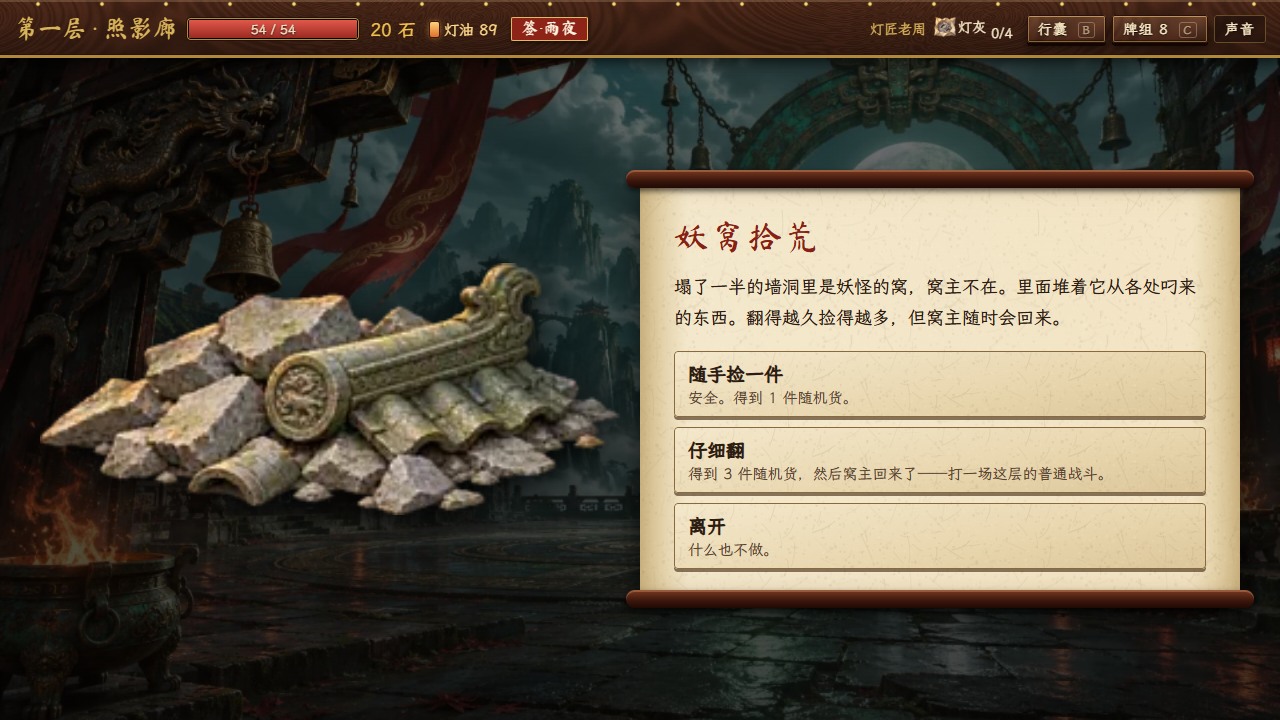 第一层·照影廊 54 / 54 20 石 灯油 89 签·雨夜 灯匠老周 灯灰 0/4 行囊 B 牌组 8 C 声音
妖窝拾荒
塌了一半的墙洞里是妖怪的窝，窝主不在。里面堆着它从各处叼来
的东西。翻得越久捡得越多，但窝主随时会回来。
随手捡一件
安全。得到 1 件随机货。
仔细翻
得到 3 件随机货，然后窝主回来了——打一场这层的普通战斗。
离开
什么也不做。